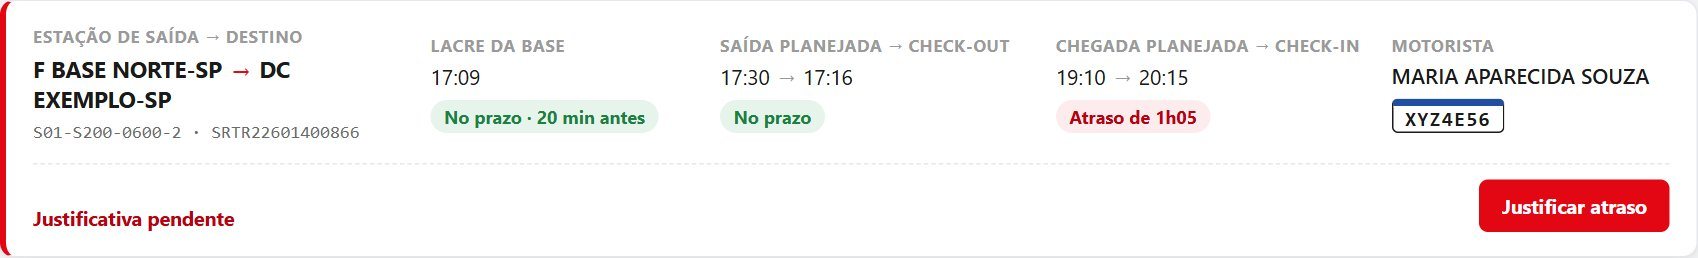 ESTAÇÃO DE SAÍDA → DESTINO
F BASE NORTE-SP → DC
EXEMPLO-SP
S01-S200-0600-2 • SRTR22601400866
LACRE DA BASE
17:09
No prazo · 20 min antes
SAÍDA PLANEJADA → CHECK-OUT
17:30 → 17:16
No prazo
CHEGADA PLANEJADA → CHECK-IN
19:10 → 20:15
Atraso de 1h05
MOTORISTA
MARIA APARECIDA SOUZA
XYZ4E56
Justificativa pendente
Justificar atraso